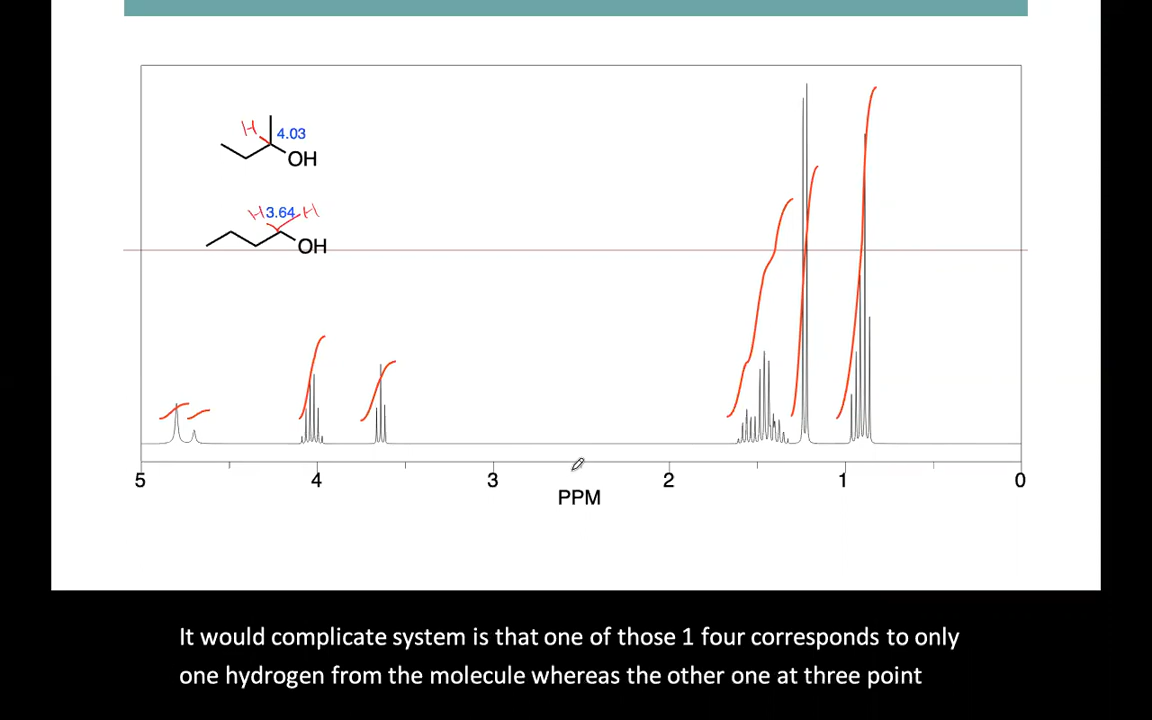 H 4.03
OH
H 3.64 H
OH
5 4 3 2 1 0
PPM
It would complicate system is that one of those 1 four corresponds to only
one hydrogen from the molecule whereas the other one at three point